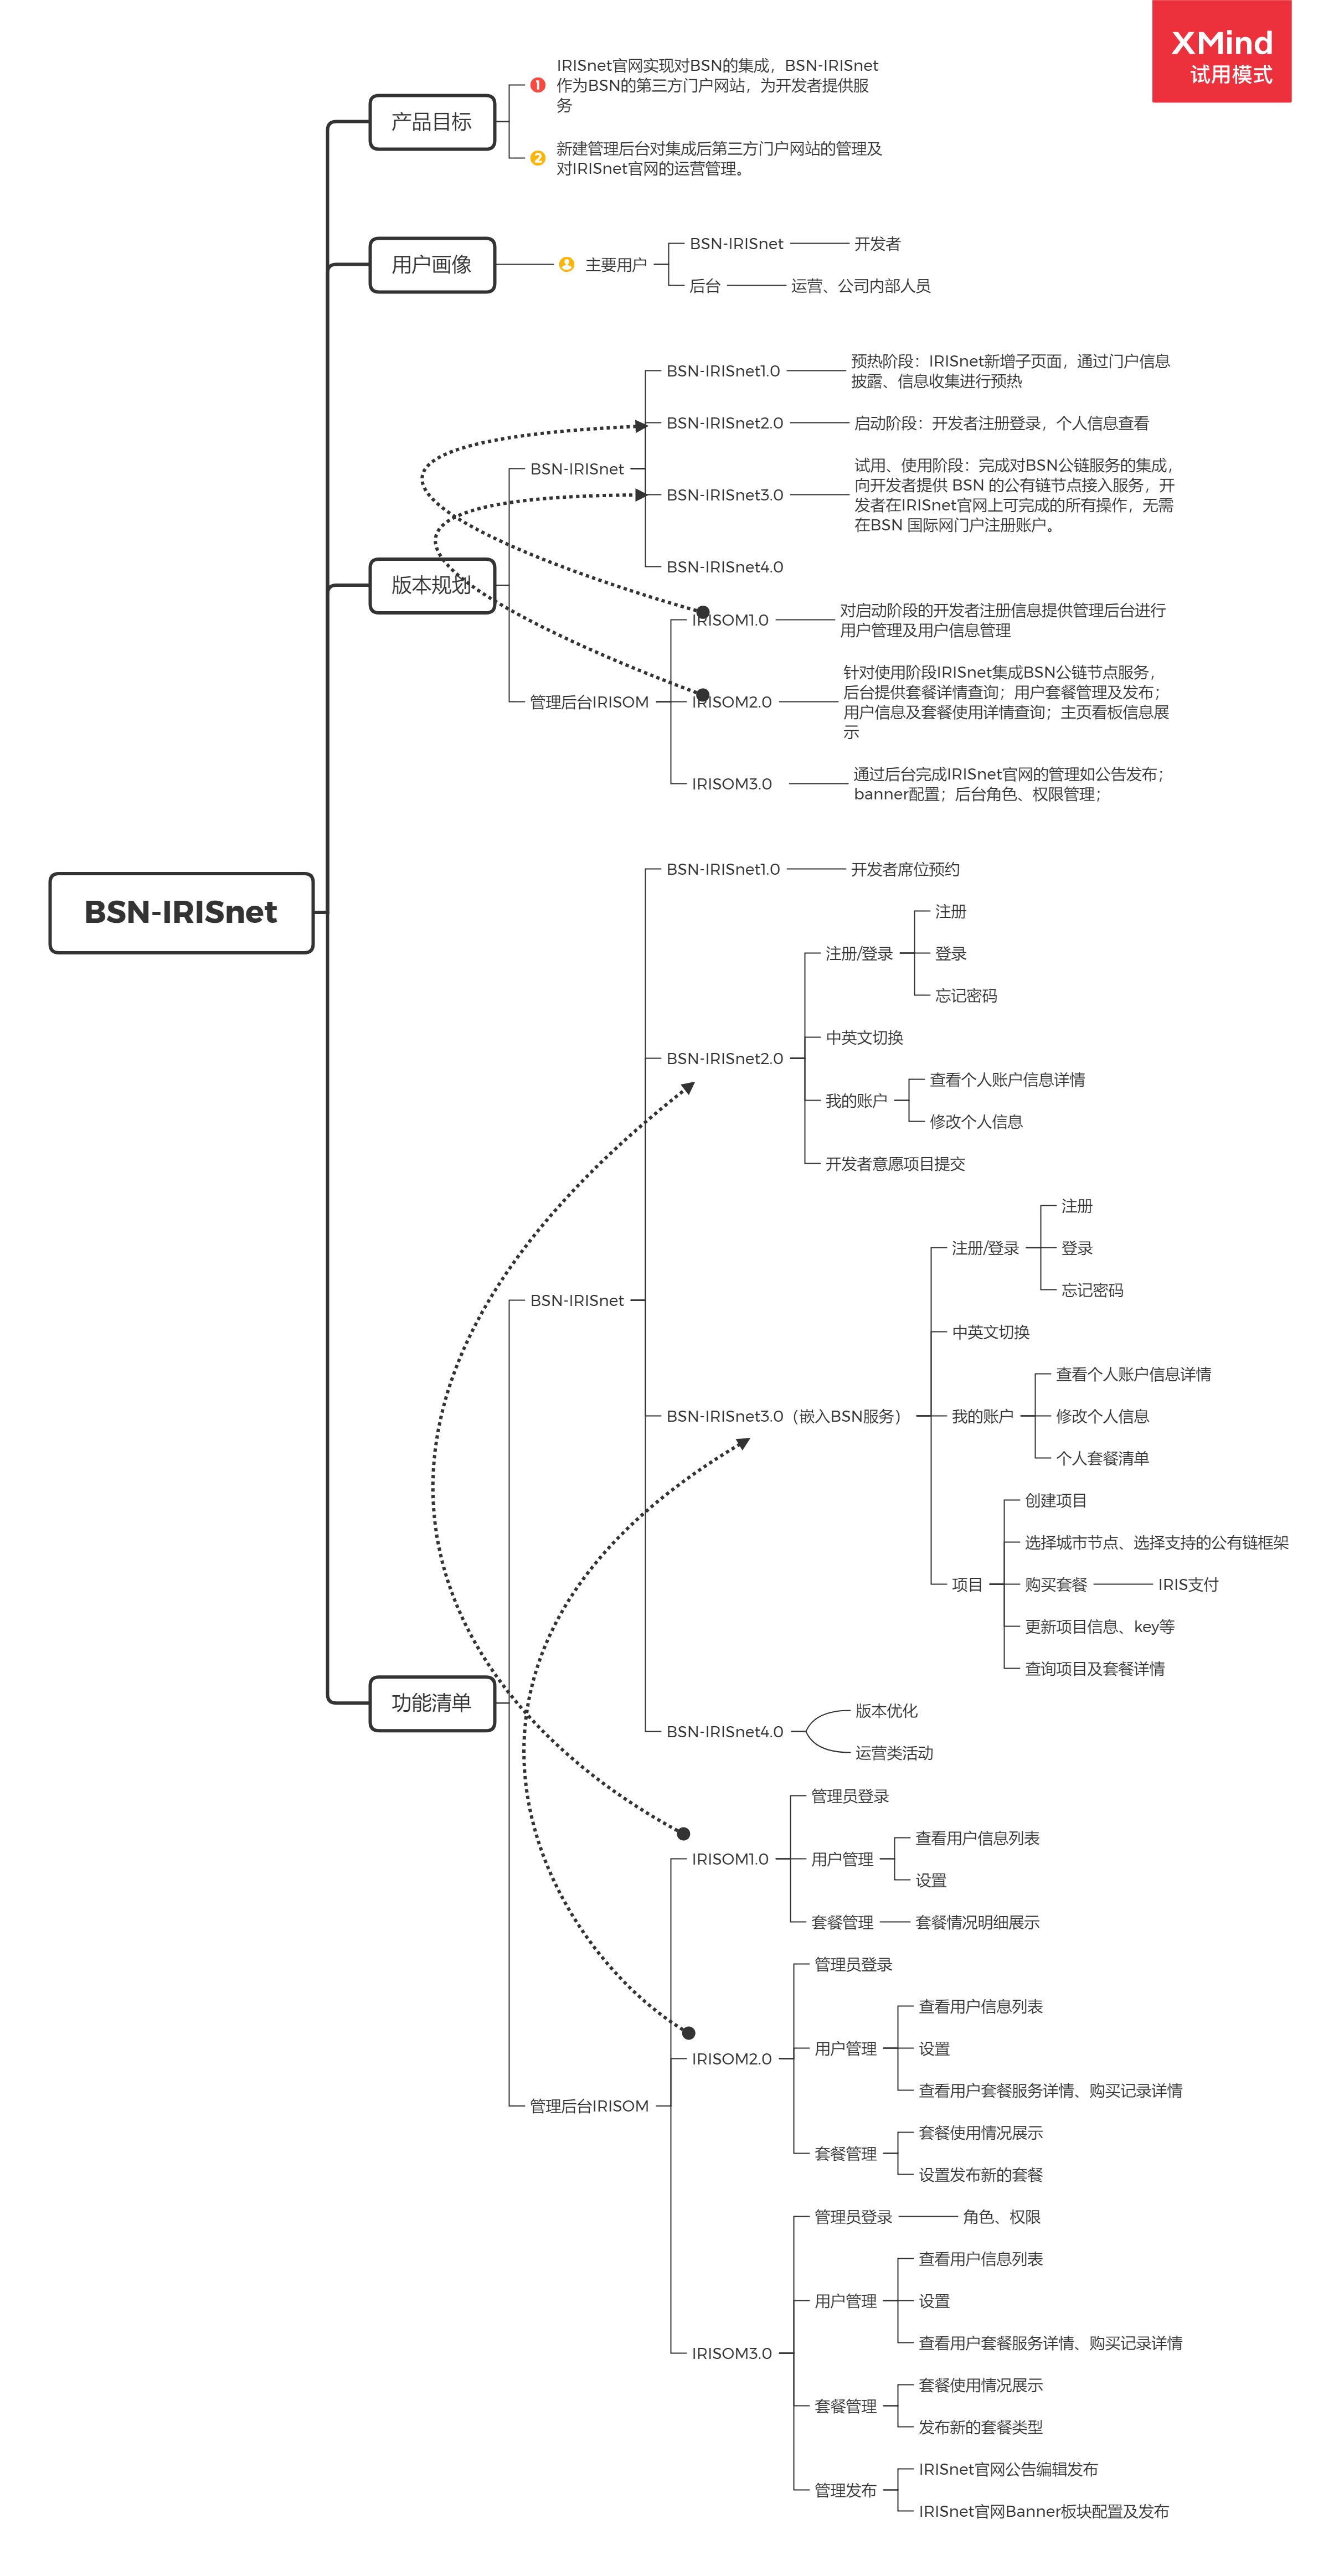 XMind
试用模式
IRISnet官网实现对BSN的集成，BSN-IRISnet
作为BSN的第三方门户网站，为开发者提供服
务
1
产品目标
新建管理后台对集成后第三方门户网站的管理及
对IRISnet官网的运营管理。
2
用户画像
主要用户
BSN-IRISnet
开发者
后台
运营、公司内部人员
版本规划
BSN-IRISnet
BSN-IRISnet1.0
预热阶段：IRISnet新增子页面，通过门户信息
披露、信息收集进行预热
BSN-IRISnet2.0
启动阶段：开发者注册登录，个人信息查看
BSN-IRISnet3.0
试用、使用阶段：完成对BSN公链服务的集成，
向开发者提供 BSN 的公有链节点接入服务，开
发者在IRISnet官网上可完成的所有操作，无需
在BSN 国际网门户注册账户。
BSN-IRISnet4.0
管理后台IRISOM
IRISOM1.0
对启动阶段的开发者注册信息提供管理后台进行
用户管理及用户信息管理
IRISOM2.0
针对使用阶段IRISnet集成BSN公链节点服务，
后台提供套餐详情查询；用户套餐管理及发布；
用户信息及套餐使用详情查询；主页看板信息展
示
IRISOM3.0
通过后台完成IRISnet官网的管理如公告发布；
banner配置；后台角色、权限管理；
BSN-IRISnet
功能清单
BSN-IRISnet
BSN-IRISnet1.0
开发者席位预约
BSN-IRISnet2.0
注册/登录
注册
登录
忘记密码
中英文切换
我的账户
查看个人账户信息详情
修改个人信息
开发者意愿项目提交
BSN-IRISnet3.0（嵌入BSN服务）
注册/登录
注册
登录
忘记密码
中英文切换
我的账户
查看个人账户信息详情
修改个人信息
个人套餐清单
项目
创建项目
选择城市节点、选择支持的公有链框架
购买套餐
IRIS支付
更新项目信息、key等
查询项目及套餐详情
BSN-IRISnet4.0
版本优化
运营类活动
管理后台IRISOM
IRISOM1.0
管理员登录
用户管理
查看用户信息列表
设置
套餐管理
套餐情况明细展示
IRISOM2.0
管理员登录
用户管理
查看用户信息列表
设置
查看用户套餐服务详情、购买记录详情
套餐管理
套餐使用情况展示
设置发布新的套餐
IRISOM3.0
管理员登录
角色、权限
用户管理
查看用户信息列表
设置
查看用户套餐服务详情、购买记录详情
套餐管理
套餐使用情况展示
发布新的套餐类型
管理发布
IRISnet官网公告编辑发布
IRISnet官网Banner板块配置及发布